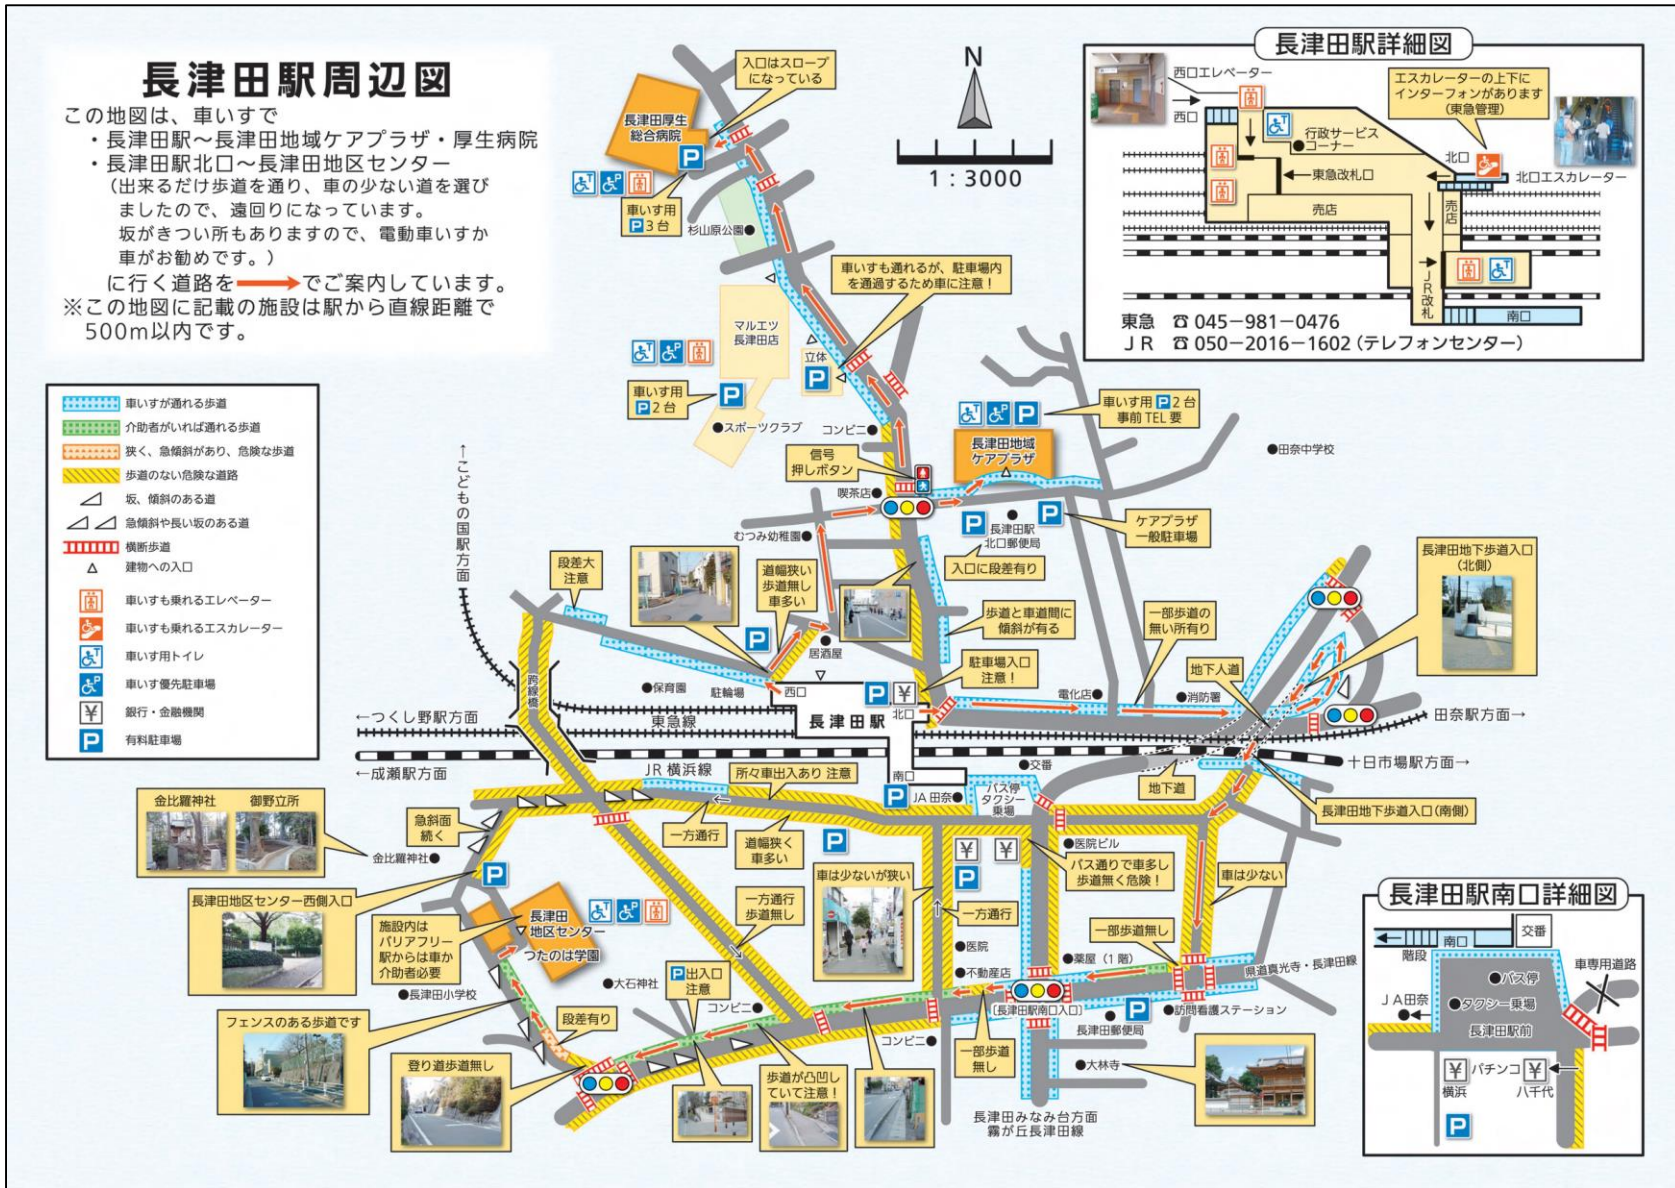 長津田駅周辺図
この地図は、車いすで
・長津田駅～長津田地域ケアプラザ・厚生病院
・長津田駅北口～長津田地区センター
（出来るだけ歩道を通り、車の少ない道を選び
ましたので、遠回りになっています。
坂がきつい所もありますので、電動車いすか
車がお勧めです。）
に行く道路を
でご案内しています。
※この地図に記載の施設は駅から直線距離で
500m以内です。
車いすが通れる歩道
介助者がいれば通れる歩道
狭く、急傾斜があり、危険な歩道
歩道のない危険な道路
坂、傾斜のある道
急傾斜や長い坂のある道
横断歩道
建物への入口
車いすも乗れるエレベーター
車いすも乗れるエスカレーター
車いす用トイレ
車いす優先駐車場
¥ 銀行・金融機関
P 有料駐車場
N
1：3000
長津田駅詳細図
西口エレベーター
西口
行政サービス
コーナー
東急改札口
エスカレーターの上下に
インターフォンがあります
（東急管理）
北口
北口エスカレーター
売店
売店
JR改札
南口
東急 ☎ 045－981－0476
ＪＲ ☎ 050－2016－1602（テレフォンセンター）
入口はスロープ
になっている
長津田厚生
総合病院
P
車いす用
P3台
杉山原公園
車いすも通れるが、駐車場内
を通過するため車に注意！
マルエツ
長津田店
立体
P
車いす用
P2台
P
スポーツクラブ
コンビニ
信号
押しボタン
喫茶店
P
車いす用P2台
事前TEL要
長津田地域
ケアプラザ
田奈中学校
むつみ幼稚園
P
長津田駅
北口郵便局
P
ケアプラザ
一般駐車場
入口に段差有り
↑こどもの国駅方面
段差大
注意
道幅狭い
歩道無し
車多い
歩道と車道間に
傾斜が有る
一部歩道の
無い所有り
長津田地下歩道入口
（北側）
P
居酒屋
駐車場入口
注意！
地下人道
保育園
駐輪場
西口
P
¥
北口
電化店
消防署
跨線橋
←つくし野駅方面
東急線
長津田駅
田奈駅方面→
←成瀬駅方面
JR横浜線
所々車出入あり 注意
南口
交番
十日市場駅方面→
P
JA田奈
バス停
タクシー
乗場
地下道
長津田地下歩道入口（南側）
金比羅神社
御野立所
急斜面
続く
金比羅神社
一方通行
道幅狭く
車多い
P
¥
¥
医院ビル
バス通りで車多し
歩道無く危険！
車は少ない
P
長津田地区センター西側入口
P
車は少ないが狭い
一方通行
施設内は
バリアフリー
駅からは車か
介助者必要
長津田
地区センター
つたのは学園
一方通行
歩道無し
一部歩道無し
医院
不動産店
薬屋（1階）
県道真光寺・長津田線
大石神社
P出入口
注意
長津田小学校
コンビニ
［長津田駅南口入口］
P
長津田郵便局
訪問看護ステーション
フェンスのある歩道です
段差有り
登り道歩道無し
コンビニ
一部歩道
無し
大林寺
歩道が凸凹し
ていて注意！
長津田みなみ台方面
霧が丘長津田線
長津田駅南口詳細図
南口
交番
階段
車専用道路
バス停
JA田奈
タクシー乗場
長津田駅前
¥
パチンコ
¥
横浜
八千代
P